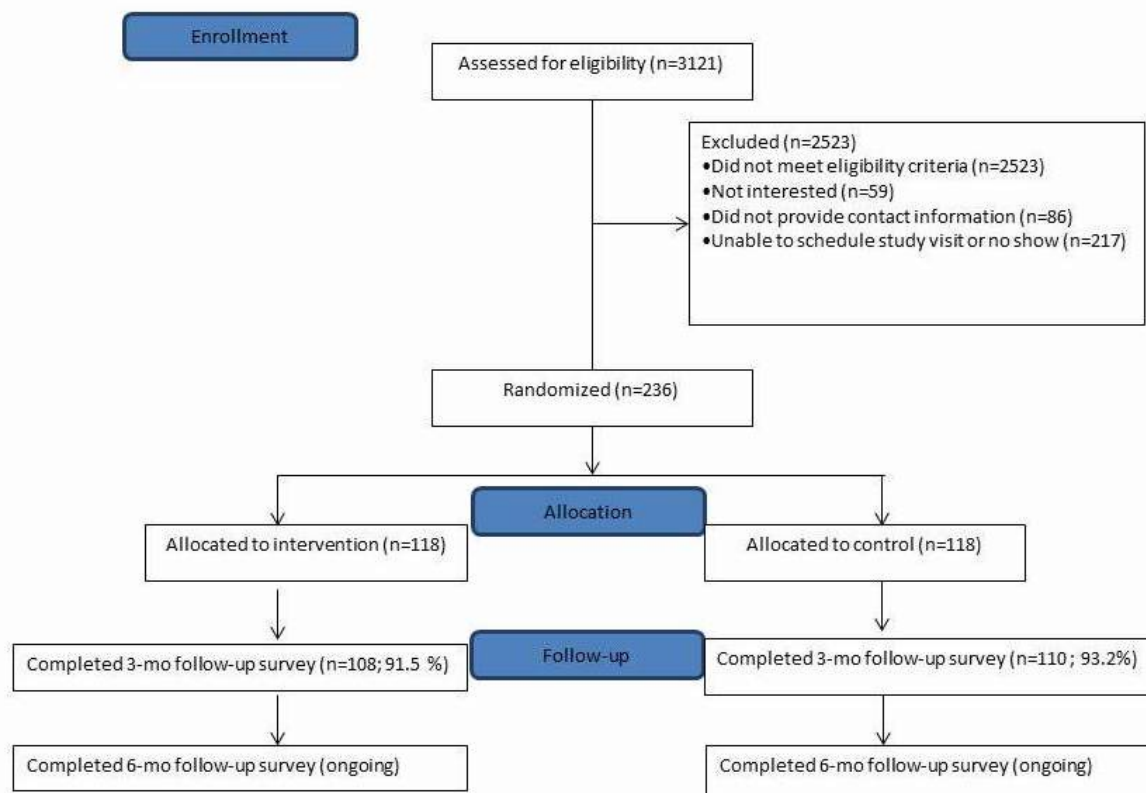 Enrollment
Assessed for eligibility (n=3121)
Excluded (n=2523)
•Did not meet eligibility criteria (n=2523)
•Not interested (n=59)
•Did not provide contact information (n=86)
•Unable to schedule study visit or no show (n=217)
Randomized (n=236)
Allocation
Allocated to intervention (n=118)
Allocated to control (n=118)
Follow-up
Completed 3-mo follow-up survey (n=108; 91.5 %)
Completed 3-mo follow-up survey (n=110 ; 93.2%)
Completed 6-mo follow-up survey (ongoing)
Completed 6-mo follow-up survey (ongoing)